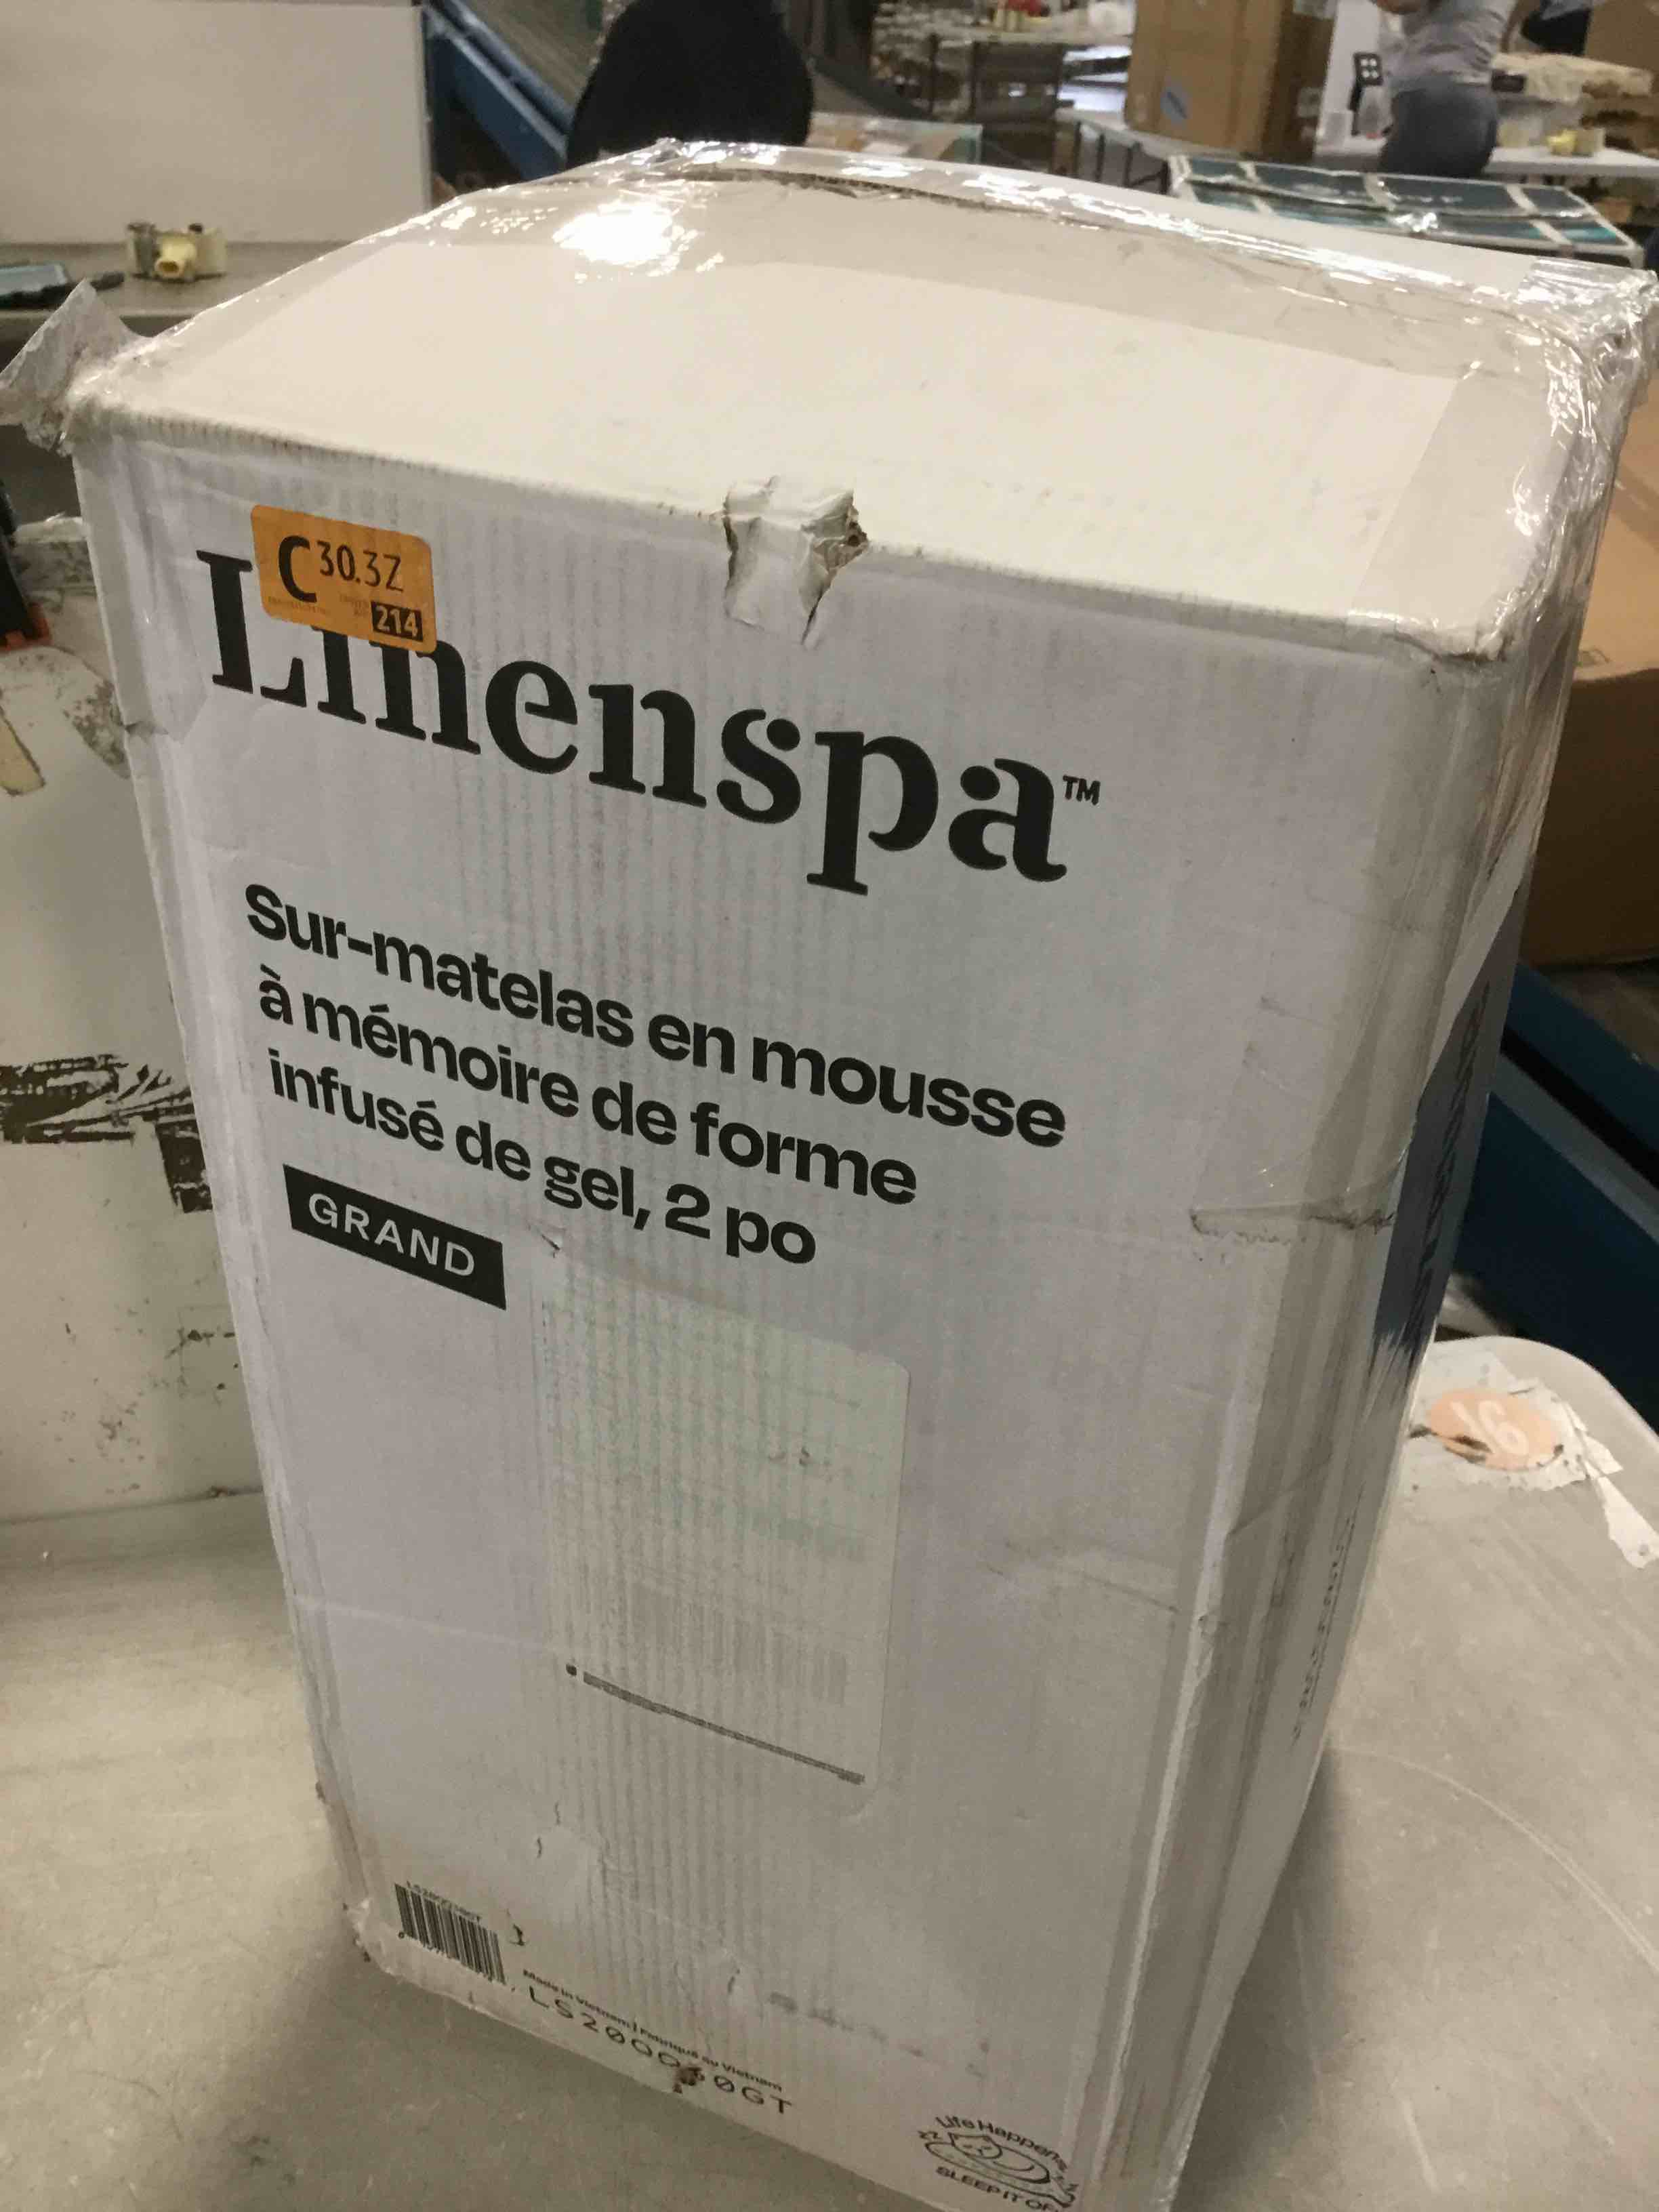 C 30.3Z
214
Linenspa™
Sur-matelas en mousse
à mémoire de forme
infusé de gel, 2 po
GRAND
16
Made in Vietnam | Fabriqué au Vietnam
Life Happens.
SLEEP IT OFF